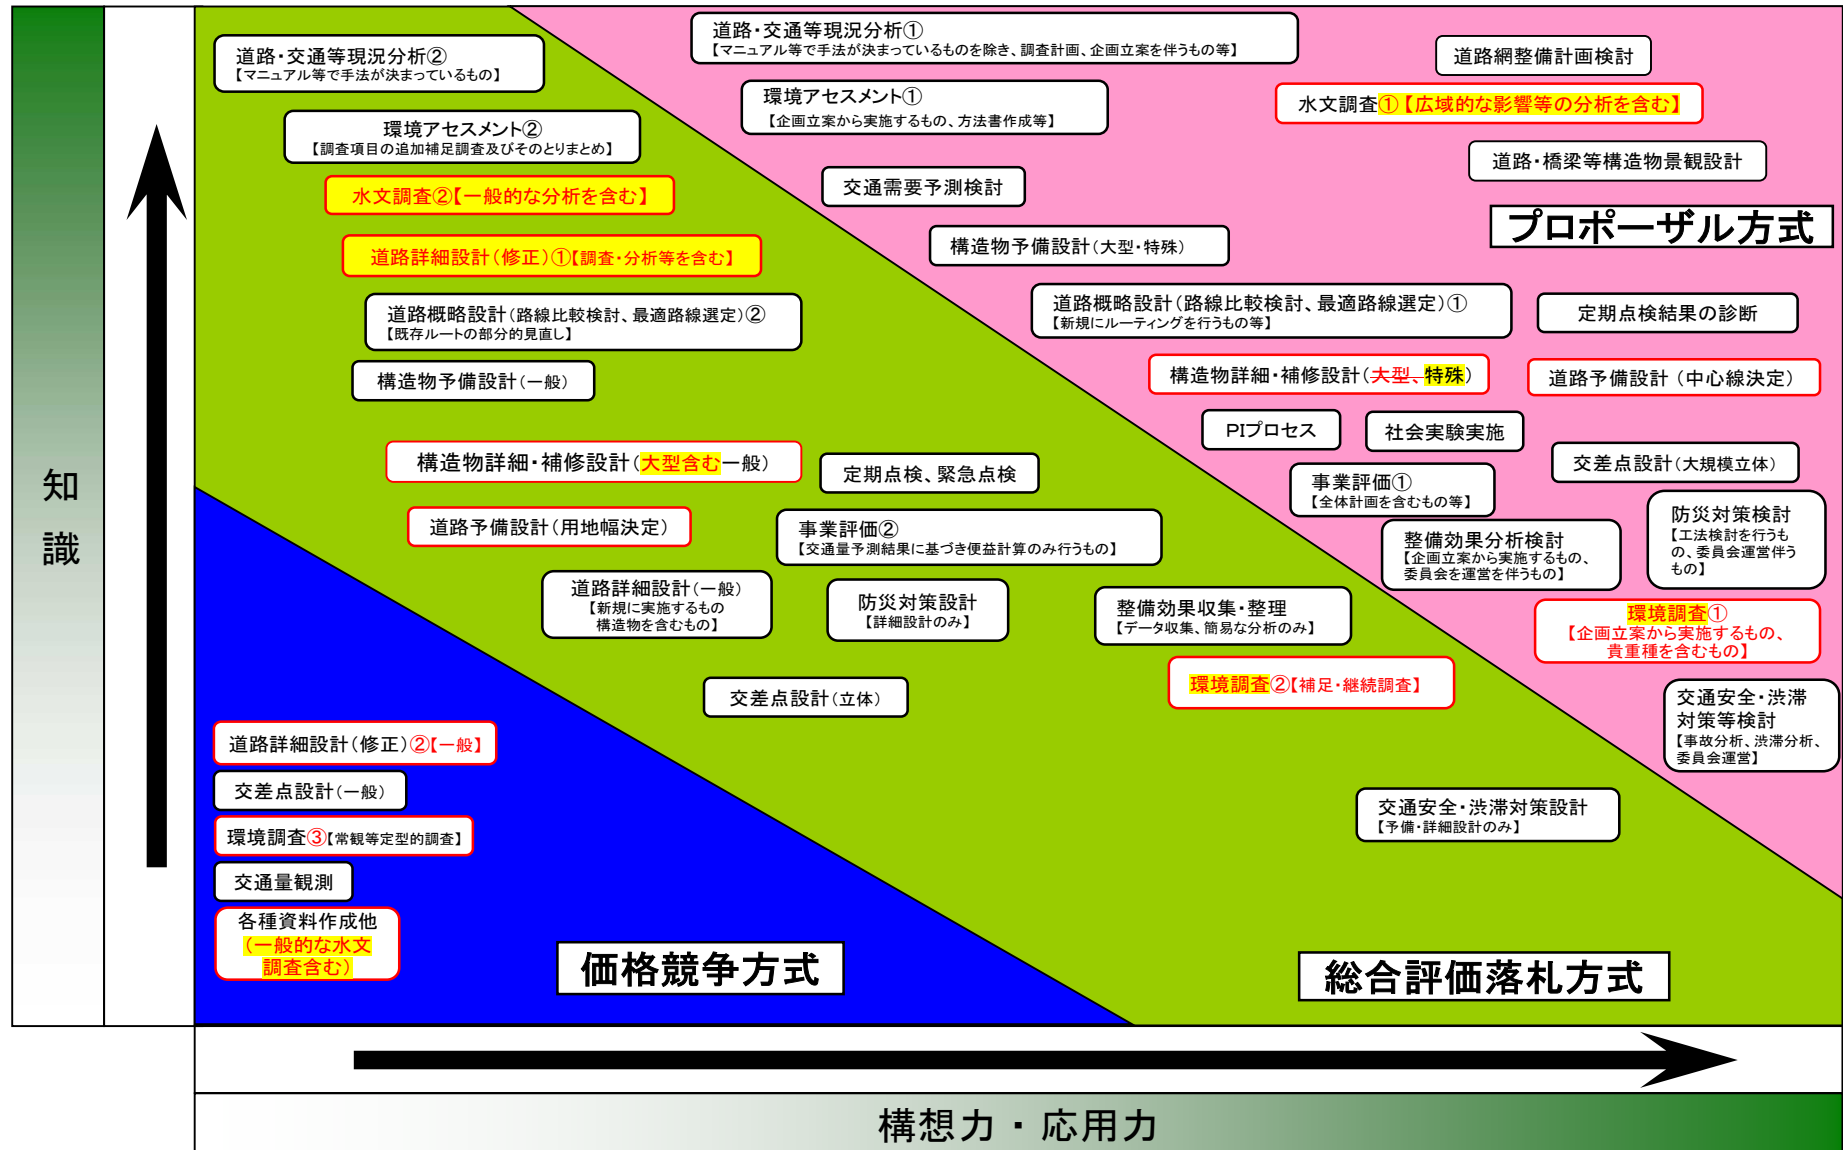 道路・交通等現況分析①
【マニュアル等で手法が決まっているものを除き、調査計画、企画立案を伴うもの等】
道路・交通等現況分析②
【マニュアル等で手法が決まっているもの】
道路網整備計画検討
環境アセスメント①
【企画立案から実施するもの、方法書作成等】
水文調査①【広域的な影響等の分析を含む】
環境アセスメント②
【調査項目の追加補足調査及びそのとりまとめ】
道路・橋梁等構造物景観設計
水文調査②【一般的な分析を含む】
交通需要予測検討
プロポーザル方式
道路詳細設計(修正)①【調査・分析等を含む】
構造物予備設計(大型・特殊)
道路概略設計(路線比較検討、最適路線選定)②
【既存ルートの部分的見直し】
道路概略設計(路線比較検討、最適路線選定)①
【新規にルーティングを行うもの等】
定期点検結果の診断
構造物予備設計(一般)
構造物詳細・補修設計(大型、特殊)
道路予備設計(中心線決定)
PIプロセス
社会実験実施
構造物詳細・補修設計(大型含む一般)
定期点検、緊急点検
交差点設計(大規模立体)
事業評価①
【全体計画を含むもの等】
知
識
道路予備設計(用地幅決定)
事業評価②
【交通量予測結果に基づき便益計算のみ行うもの】
整備効果分析検討
【企画立案から実施するもの、
委員会を運営を伴うもの】
防災対策検討
【工法検討を行うも
の、委員会運営伴う
もの】
道路詳細設計(一般)
【新規に実施するもの
構造物を含むもの】
防災対策設計
【詳細設計のみ】
整備効果収集・整理
【データ収集、簡易な分析のみ】
環境調査①
【企画立案から実施するもの、
貴重種を含むもの】
交差点設計(立体)
環境調査②【補足・継続調査】
交通安全・渋滞
対策等検討
【事故分析、渋滞分析、
委員会運営】
道路詳細設計(修正)②【一般】
交差点設計(一般)
交通安全・渋滞対策設計
【予備・詳細設計のみ】
環境調査③【常観等定型的調査】
交通量観測
各種資料作成他
(一般的な水文
調査含む)
価格競争方式
総合評価落札方式
構想力・応用力